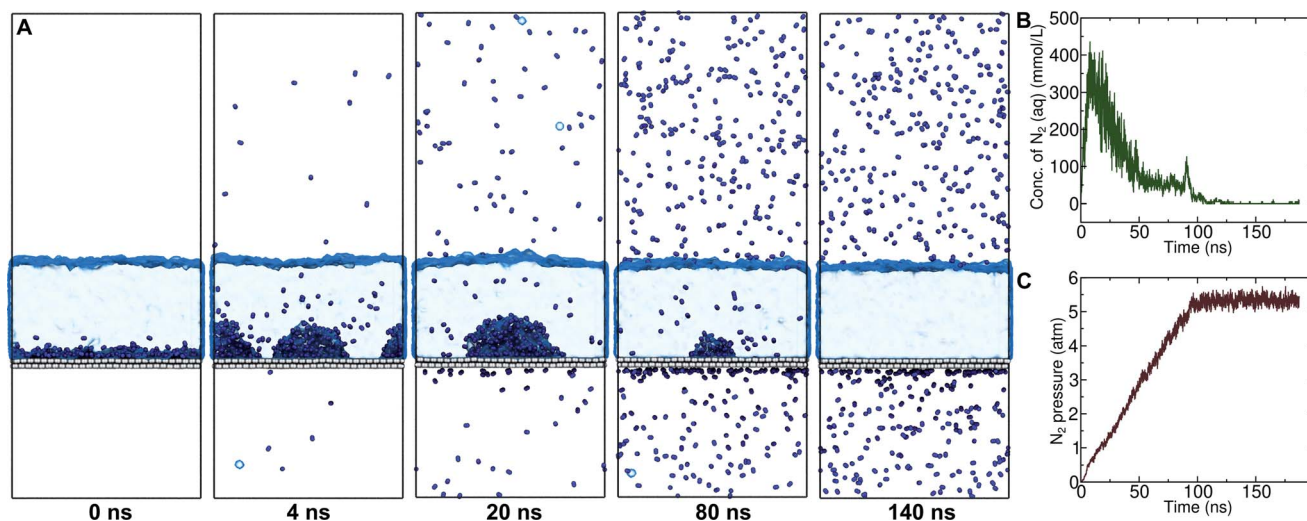 A
0 ns
4 ns
20 ns
80 ns
140 ns
B
Conc. of N₂ (aq) (mmol/L)
500
400
300
200
100
0
0 50 100 150
Time (ns)
C
N₂ pressure (atm)
6
5
4
3
2
1
0
0 50 100 150
Time (ns)